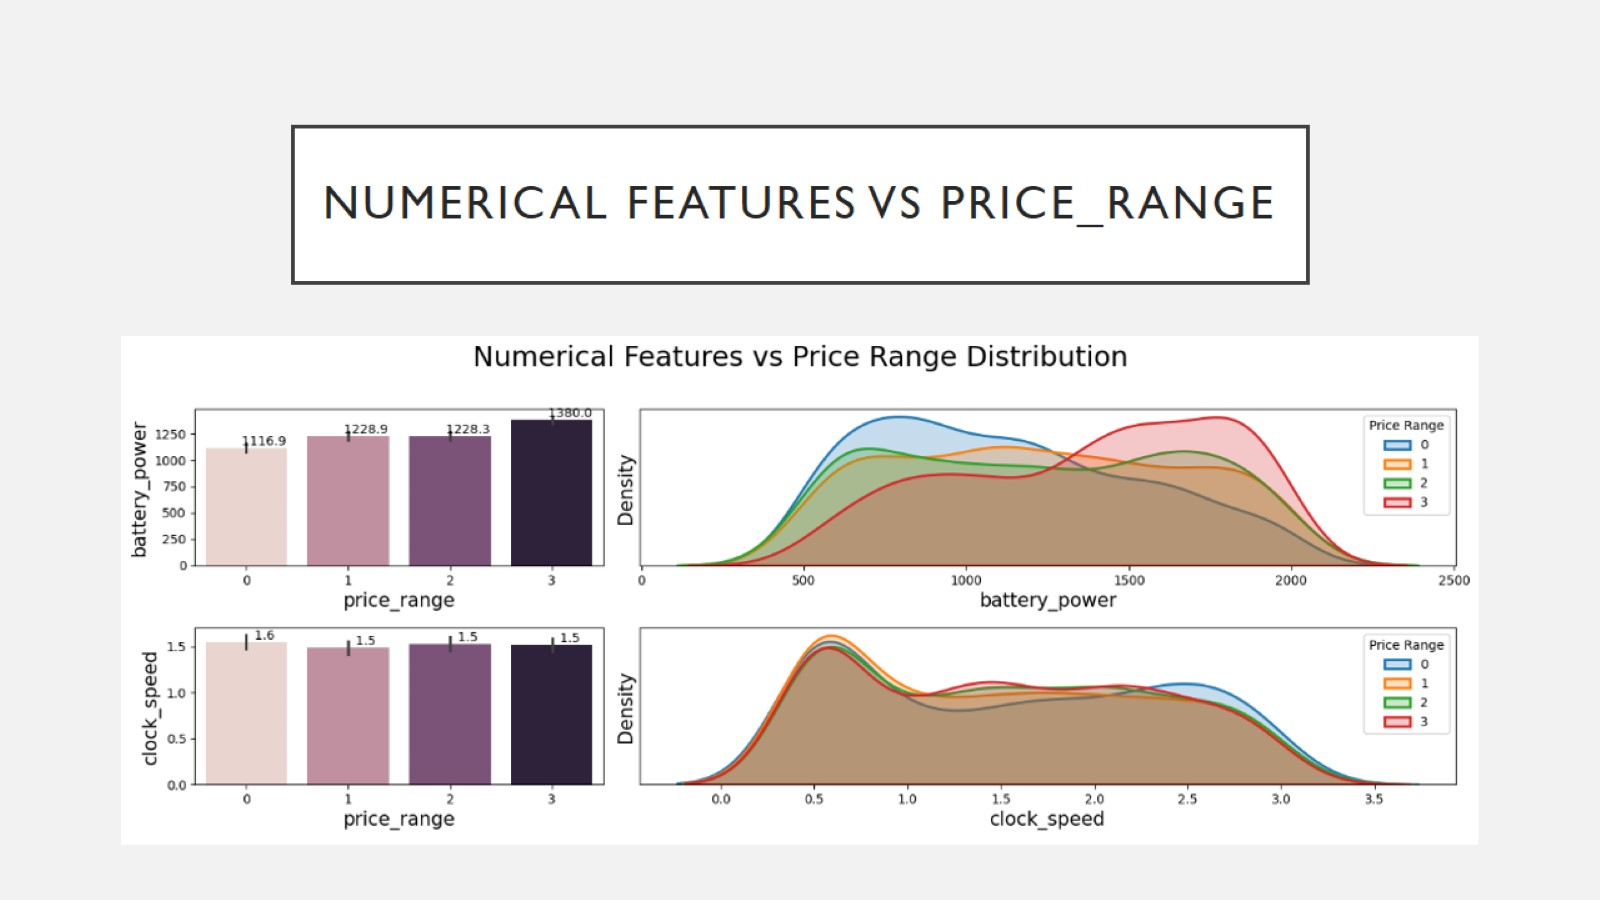 NUMERICAL FEATURES VS PRICE_RANGE
Numerical Features vs Price Range Distribution
battery_power
1250
1000
750
500
250
0
1116.9
1228.9
1228.3
1380.0
0 1 2 3
price_range
Density
Price Range
0
1
2
3
0 500 1000 1500 2000 2500
battery_power
clock_speed
1.5
1.0
0.5
0.0
1.6
1.5
1.5
1.5
0 1 2 3
price_range
Density
Price Range
0
1
2
3
0.0 0.5 1.0 1.5 2.0 2.5 3.0 3.5
clock_speed